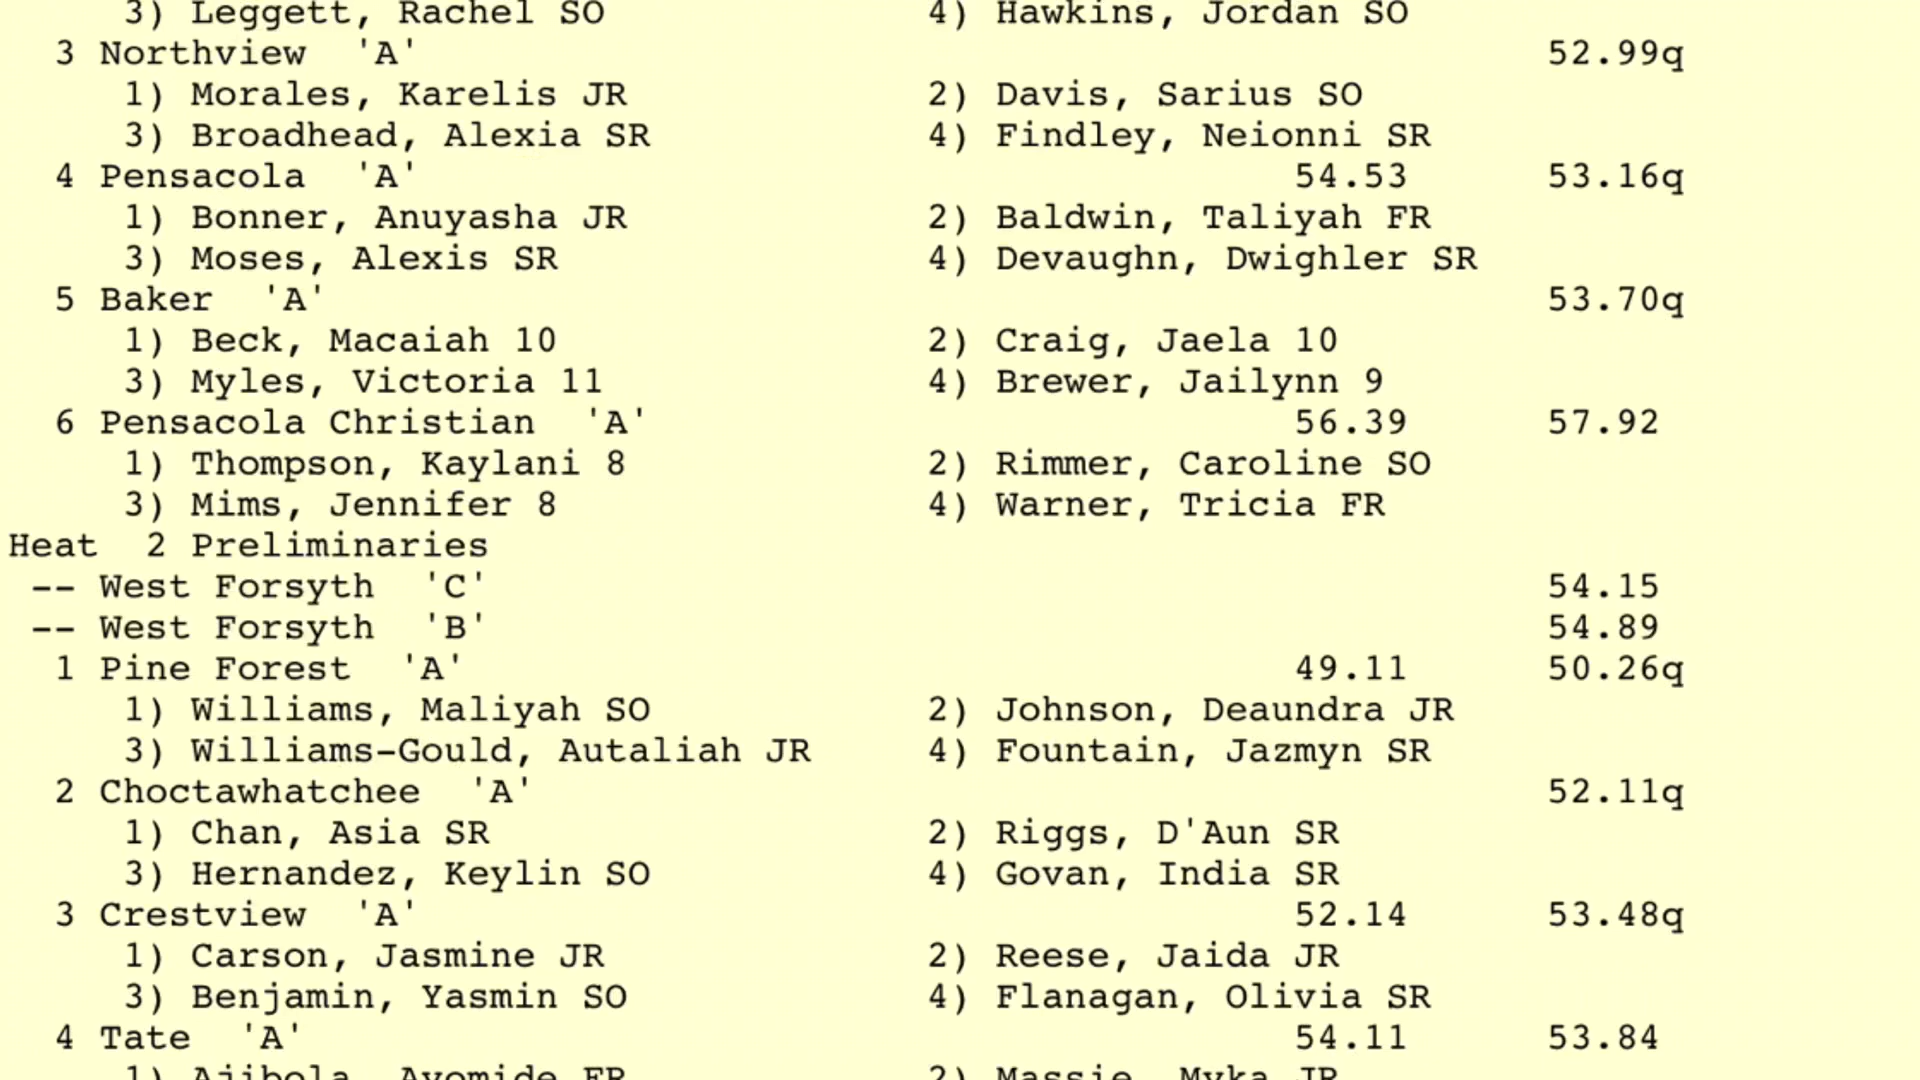 3) Leggett, Rachel SO 4) Hawkins, Jordan SO
3 Northview 'A' 52.99q
1) Morales, Karelis JR 2) Davis, Sarius SO
3) Broadhead, Alexia SR 4) Findley, Neionni SR
4 Pensacola 'A' 54.53 53.16q
1) Bonner, Anuyasha JR 2) Baldwin, Taliyah FR
3) Moses, Alexis SR 4) Devaughn, Dwighler SR
5 Baker 'A' 53.70q
1) Beck, Macaiah 10 2) Craig, Jaela 10
3) Myles, Victoria 11 4) Brewer, Jailynn 9
6 Pensacola Christian 'A' 56.39 57.92
1) Thompson, Kaylani 8 2) Rimmer, Caroline SO
3) Mims, Jennifer 8 4) Warner, Tricia FR
Heat 2 Preliminaries
-- West Forsyth 'C' 54.15
-- West Forsyth 'B' 54.89
1 Pine Forest 'A' 49.11 50.26q
1) Williams, Maliyah SO 2) Johnson, Deaundra JR
3) Williams-Gould, Autaliah JR 4) Fountain, Jazmyn SR
2 Choctawhatchee 'A' 52.11q
1) Chan, Asia SR 2) Riggs, D'Aun SR
3) Hernandez, Keylin SO 4) Govan, India SR
3 Crestview 'A' 52.14 53.48q
1) Carson, Jasmine JR 2) Reese, Jaida JR
3) Benjamin, Yasmin SO 4) Flanagan, Olivia SR
4 Tate 'A' 54.11 53.84
1) Ajibola, Ayomide FR 2) Massie, Myka JR